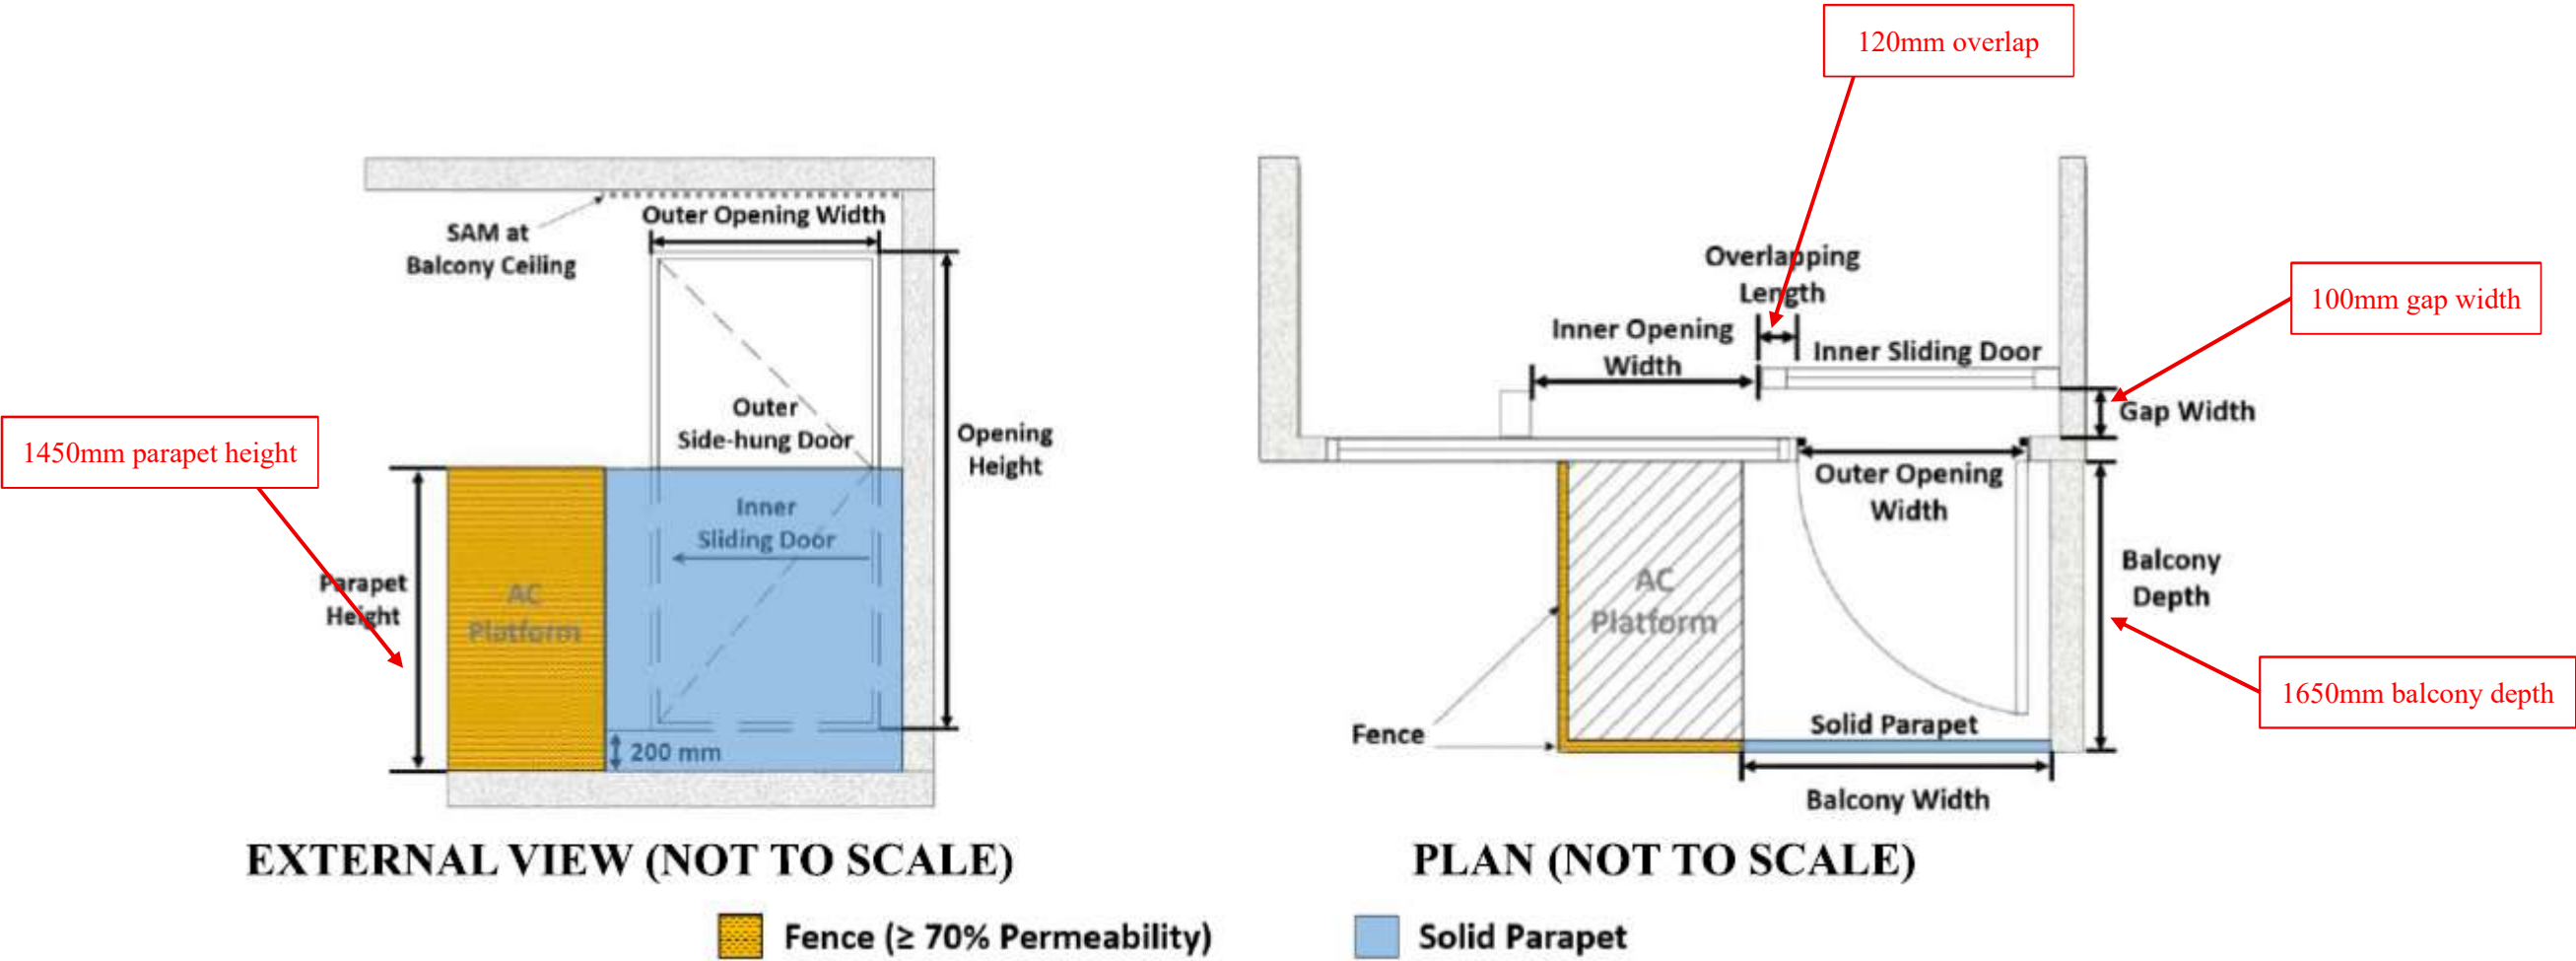 120mm overlap
SAM at
Balcony Ceiling
Outer Opening Width
Outer
Side-hung Door
Opening
Height
1450mm parapet height
Inner
Sliding Door
Parapet
Height
AC
Platform
200 mm
EXTERNAL VIEW (NOT TO SCALE)
Overlapping
Length
Inner Opening
Width
Inner Sliding Door
100mm gap width
Gap Width
Outer Opening
Width
AC
Platform
Balcony
Depth
1650mm balcony depth
Fence
Solid Parapet
Balcony Width
PLAN (NOT TO SCALE)
Fence (≥ 70% Permeability)
Solid Parapet